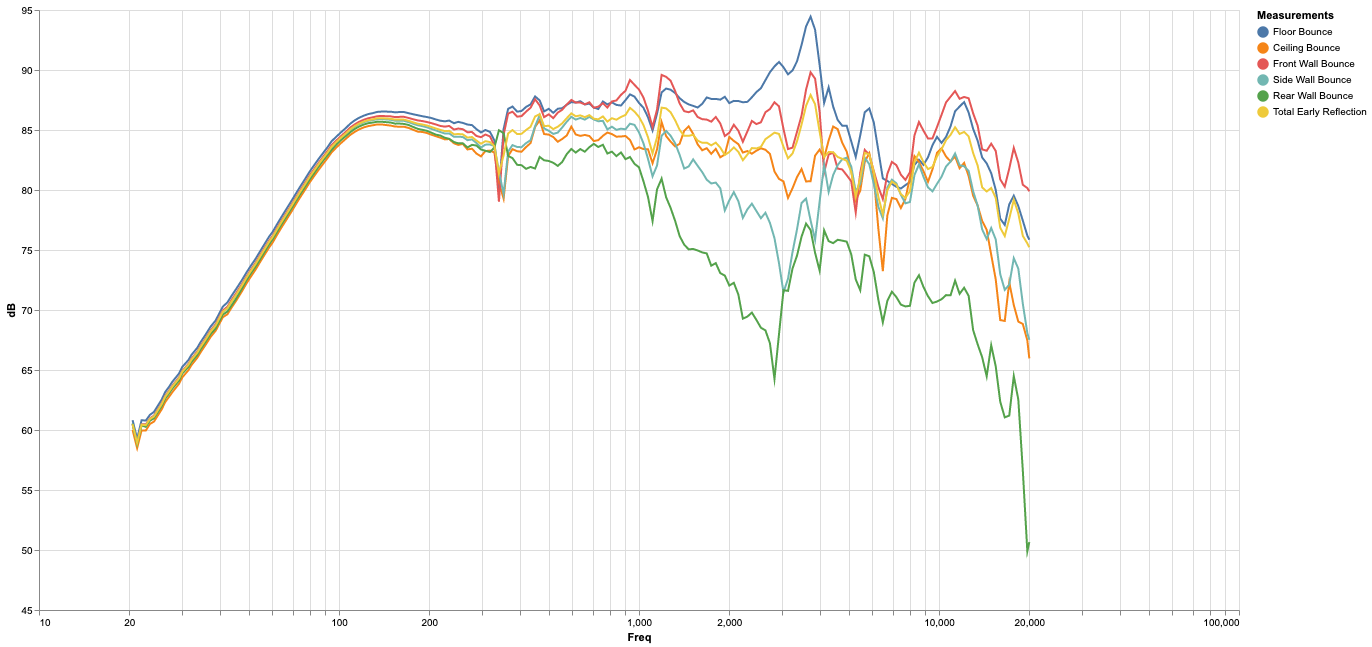 95
90
85
80
75
70
65
60
55
50
45
dB
10
20
100
200
1,000
2,000
10,000
20,000
100,000
Freq
Measurements
Floor Bounce
Ceiling Bounce
Front Wall Bounce
Side Wall Bounce
Rear Wall Bounce
Total Early Reflection